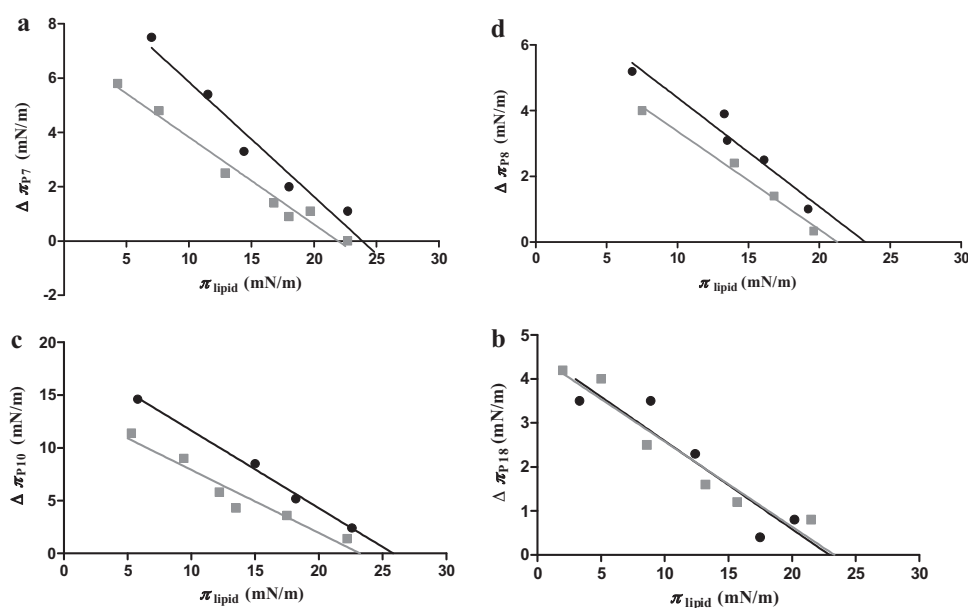 a
8
6
4
2
0
-2
Δ π P7 (mN/m)
5 10 15 20 25 30
π lipid (mN/m)
d
6
4
2
0
Δ π P8 (mN/m)
0 5 10 15 20 25 30
π lipid (mN/m)
c
20
15
10
5
0
Δ π P10 (mN/m)
0 5 10 15 20 25 30
π lipid (mN/m)
b
5
4
3
2
1
0
Δ π P18 (mN/m)
0 5 10 15 20 25 30
π lipid (mN/m)